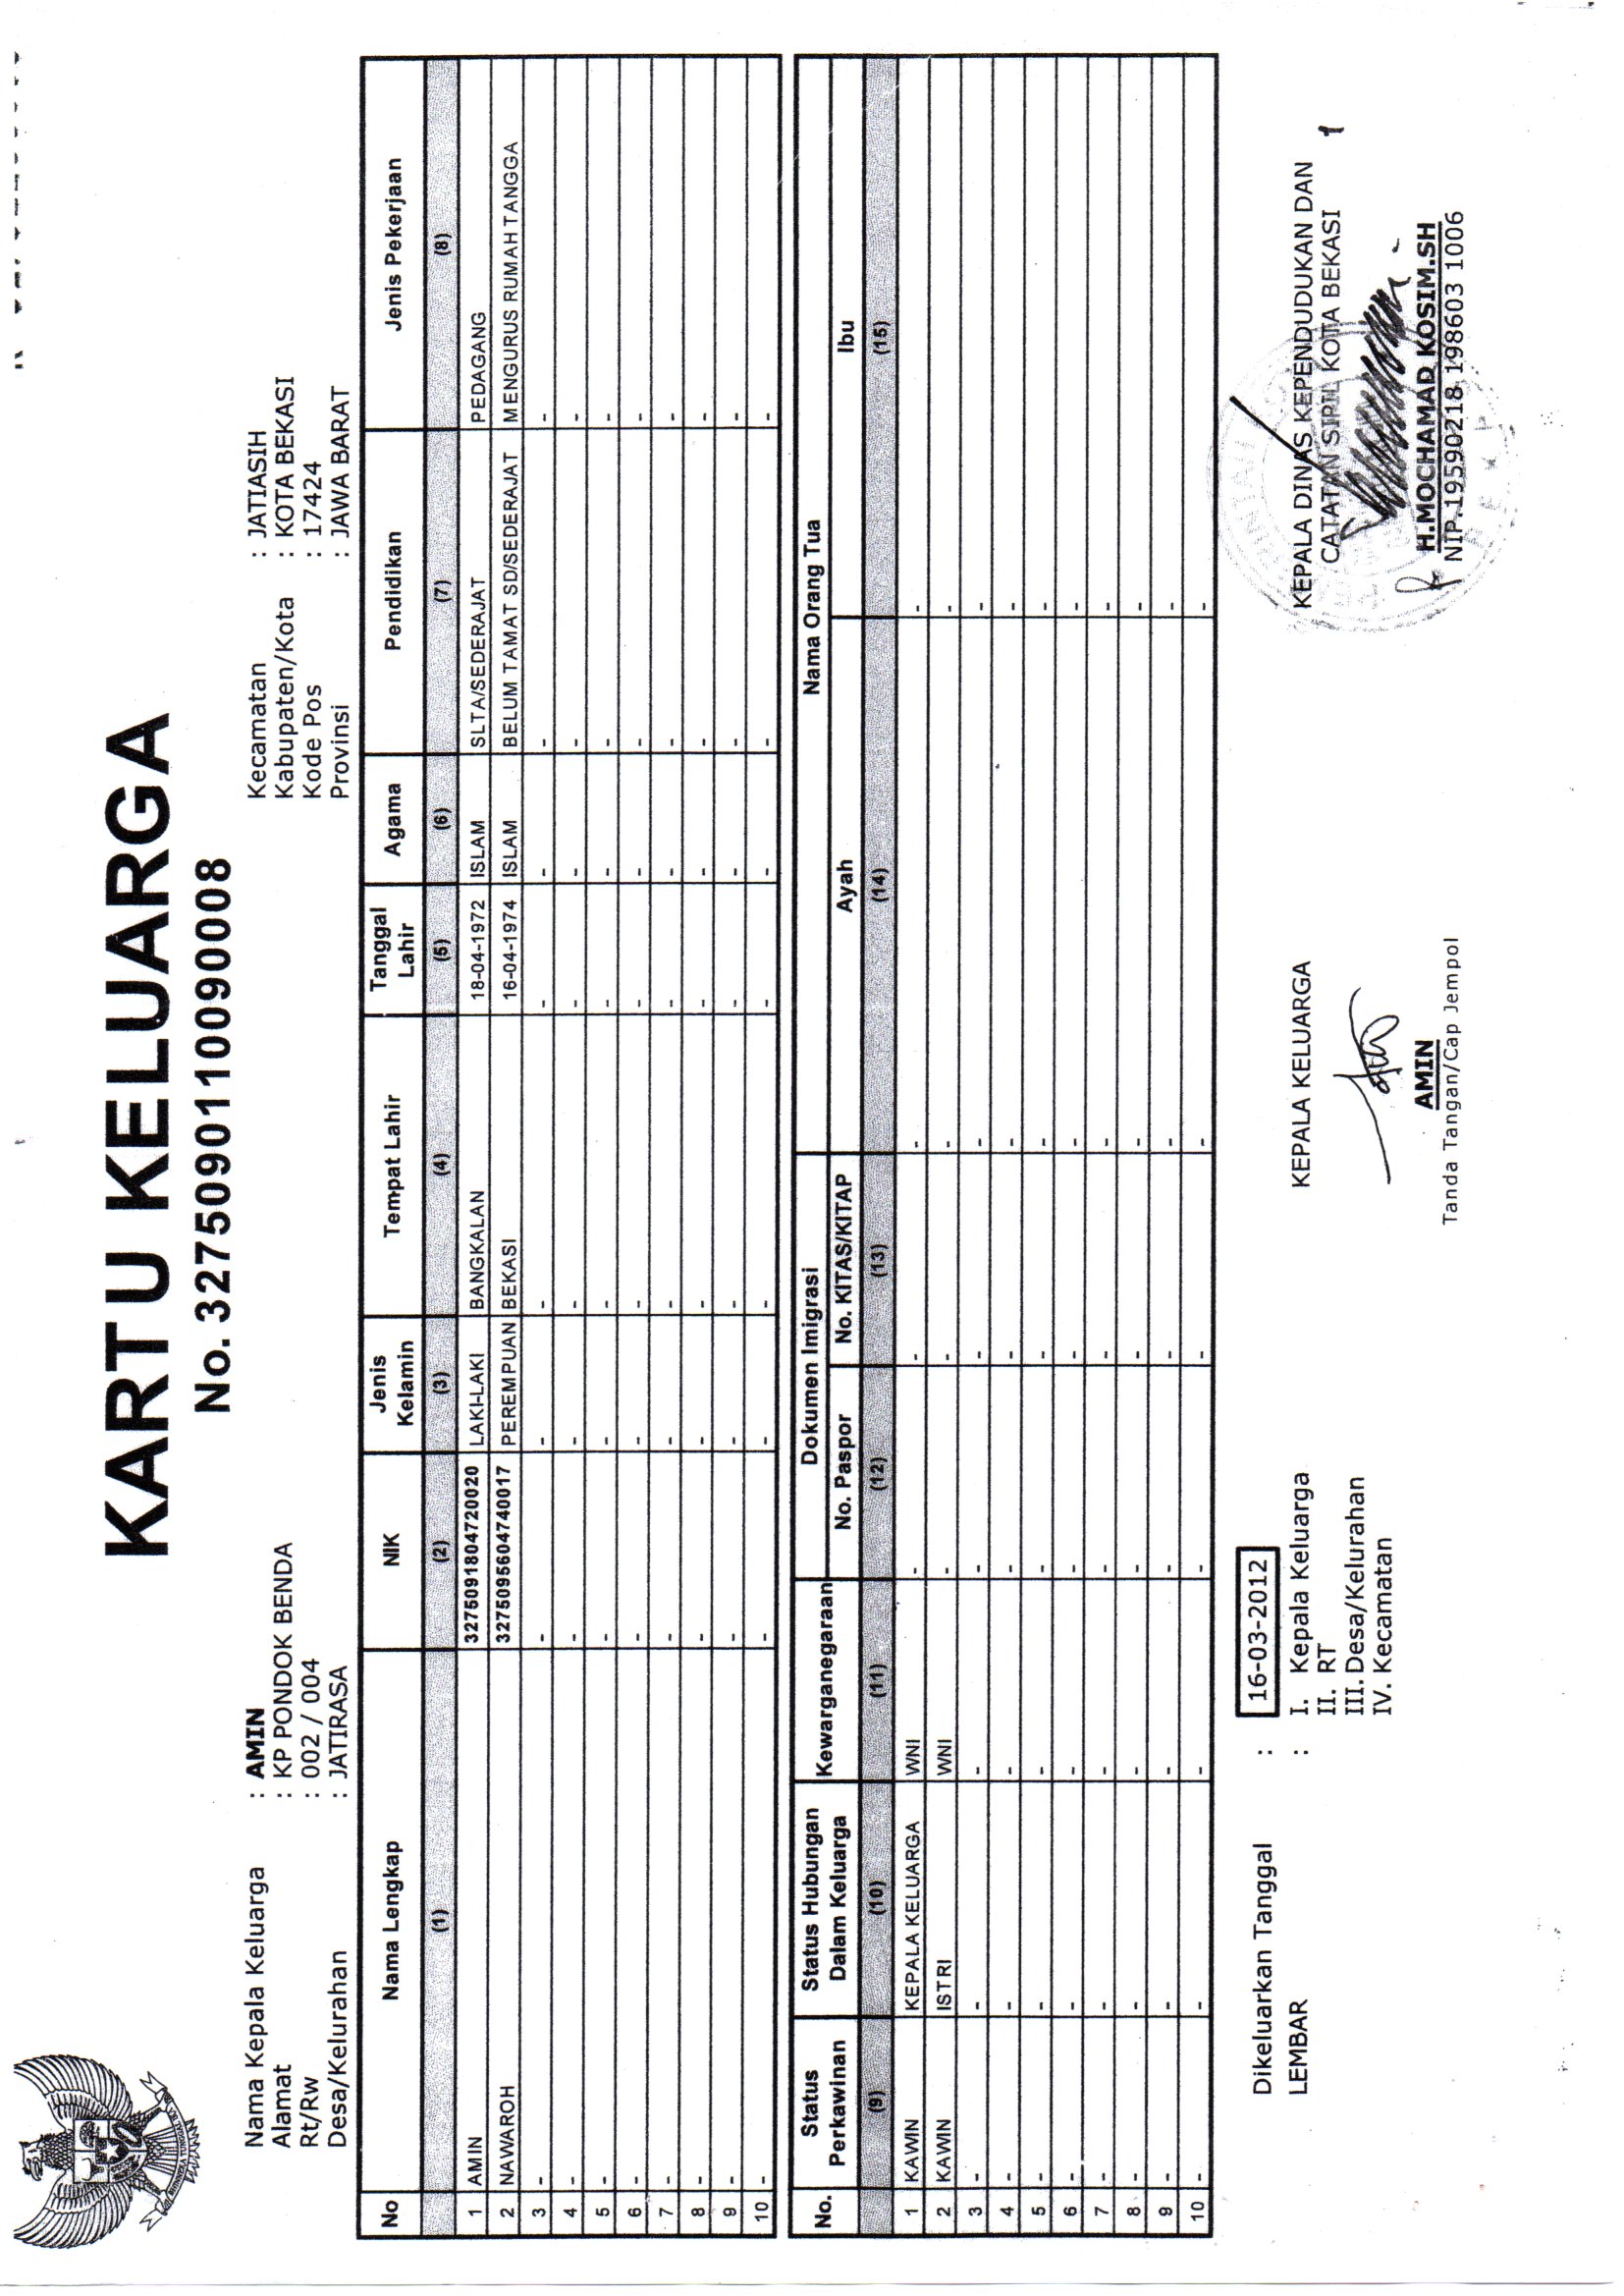 BHINNEKA TUNGGAL IKA
KARTU KELUARGA
No. 3275090110090008
Nama Kepala Keluarga : AMIN
Alamat : KP PONDOK BENDA
Rt/Rw : 002 / 004
Desa/Kelurahan : JATIRASA
Kecamatan : JATIASIH
Kabupaten/Kota : KOTA BEKASI
Kode Pos : 17424
Provinsi : JAWA BARAT
No Nama Lengkap NIK Jenis Kelamin Tempat Lahir Tanggal Lahir Agama Pendidikan Jenis Pekerjaan
(1) (2) (3) (4) (5) (6) (7) (8)
1 AMIN 3275091804720020 LAKI-LAKI BANGKALAN 18-04-1972 ISLAM SLTA/SEDERAJAT PEDAGANG
2 NAWAROH 3275095604740017 PEREMPUAN BEKASI 16-04-1974 ISLAM BELUM TAMAT SD/SEDERAJAT MENGURUS RUMAH TANGGA
3 - - - - - - - -
4 - - - - - - - -
5 - - - - - - - -
6 - - - - - - - -
7 - - - - - - - -
8 - - - - - - - -
9 - - - - - - - -
10 - - - - - - - -
No. Status Perkawinan Status Hubungan Dalam Keluarga Kewarganegaraan Dokumen Imigrasi Nama Orang Tua
No. Paspor No. KITAS/KITAP Ayah Ibu
(9) (10) (11) (12) (13) (14) (15)
1 KAWIN KEPALA KELUARGA WNI - - - -
2 KAWIN ISTRI WNI - - - -
3 - - - - - - -
4 - - - - - - -
5 - - - - - - -
6 - - - - - - -
7 - - - - - - -
8 - - - - - - -
9 - - - - - - -
10 - - - - - - -
Dikeluarkan Tanggal : 16-03-2012
LEMBAR : I. Kepala Keluarga
II. RT
III. Desa/Kelurahan
IV. Kecamatan
KEPALA KELUARGA
AMIN
Tanda Tangan/Cap Jempol
KEPALA DINAS KEPENDUDUKAN DAN
CATATAN SIPIL KOTA BEKASI 1
H.MOCHAMAD KOSIM.SH
NIP.19590218 198603 1006